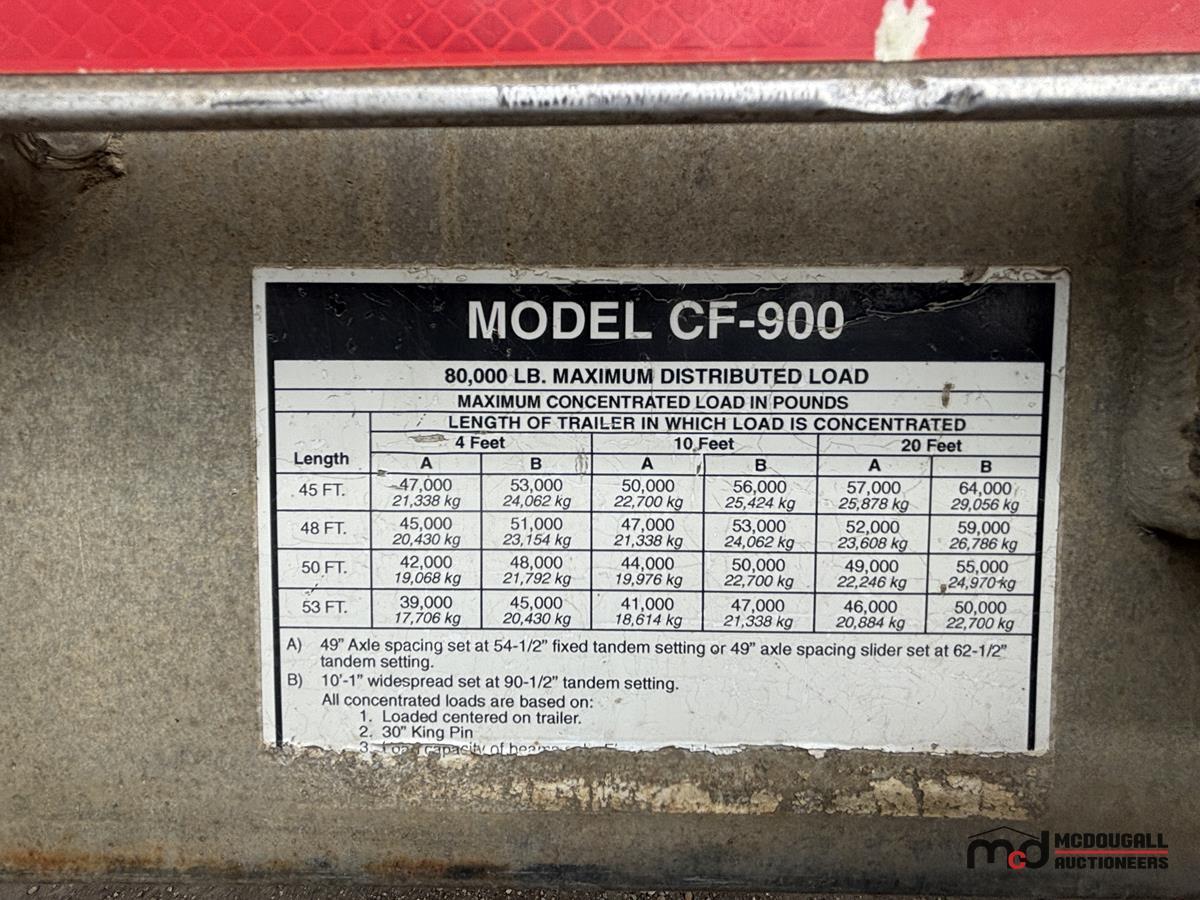 MODEL CF-900
80,000 LB. MAXIMUM DISTRIBUTED LOAD
MAXIMUM CONCENTRATED LOAD IN POUNDS
LENGTH OF TRAILER IN WHICH LOAD IS CONCENTRATED
Length 4 Feet 10 Feet 20 Feet
A B A B A B
45 FT. 47,000 53,000 50,000 56,000 57,000 64,000
21,338 kg 24,062 kg 22,700 kg 25,424 kg 25,878 kg 29,056 kg
48 FT. 45,000 51,000 47,000 53,000 52,000 59,000
20,430 kg 23,154 kg 21,338 kg 24,062 kg 23,608 kg 26,786 kg
50 FT. 42,000 48,000 44,000 50,000 49,000 55,000
19,068 kg 21,792 kg 19,976 kg 22,700 kg 22,246 kg 24,970 kg
53 FT. 39,000 45,000 41,000 47,000 46,000 50,000
17,706 kg 20,430 kg 18,614 kg 21,338 kg 20,884 kg 22,700 kg
A) 49" Axle spacing set at 54-1/2" fixed tandem setting or 49" axle spacing slider set at 62-1/2"
tandem setting.
B) 10'-1" widespread set at 90-1/2" tandem setting.
All concentrated loads are based on:
1. Loaded centered on trailer.
2. 30" King Pin
3. Load capacity of
mcd MCDOUGALL
AUCTIONEERS